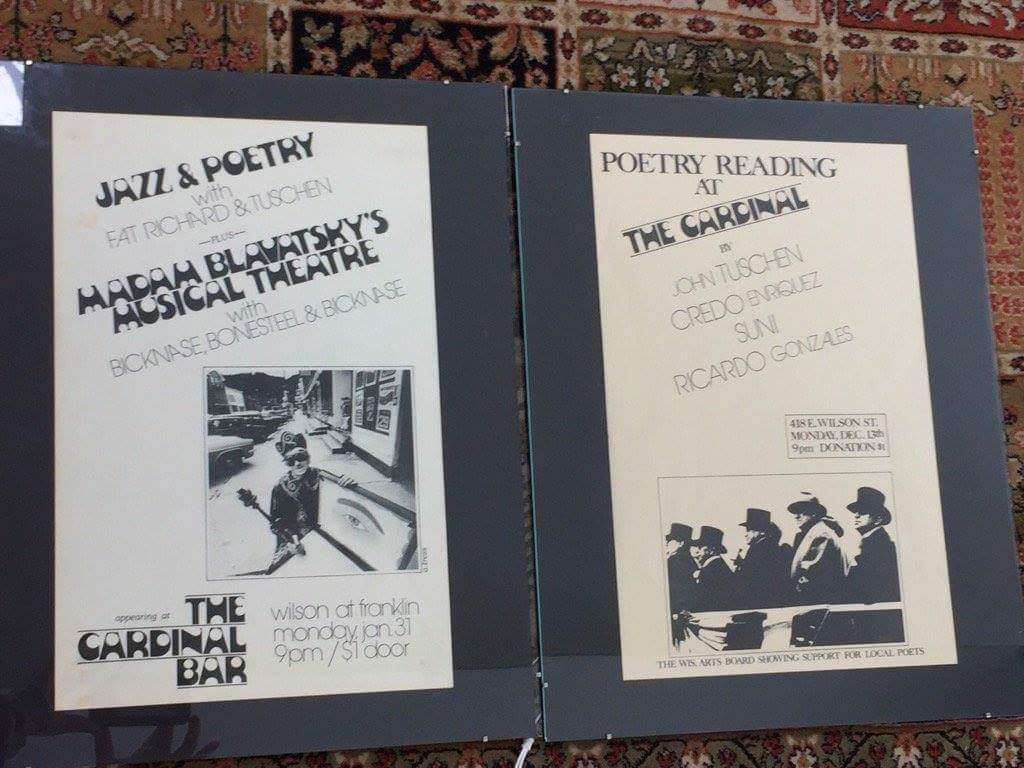 JAZZ & POETRY
with
FAT RICHARD & TUSCHEN
—PLUS—
MADAM BLAVATSKY'S
MUSICAL THEATRE
with
BICKNASE, BONESTEEL & BICKNASE
appearing at
THE
CARDINAL
BAR
wilson at franklin
monday, jan. 31
9pm / $1 door
POETRY READING
AT
THE CARDINAL
BY
JOHN TUSCHEN
CREDO ENRIQUEZ
SUNI
RICARDO GONZALES
418 E. WILSON ST.
MONDAY, DEC. 13th
9pm DONATION $1
THE WIS. ARTS BOARD SHOWING SUPPORT FOR LOCAL POETS